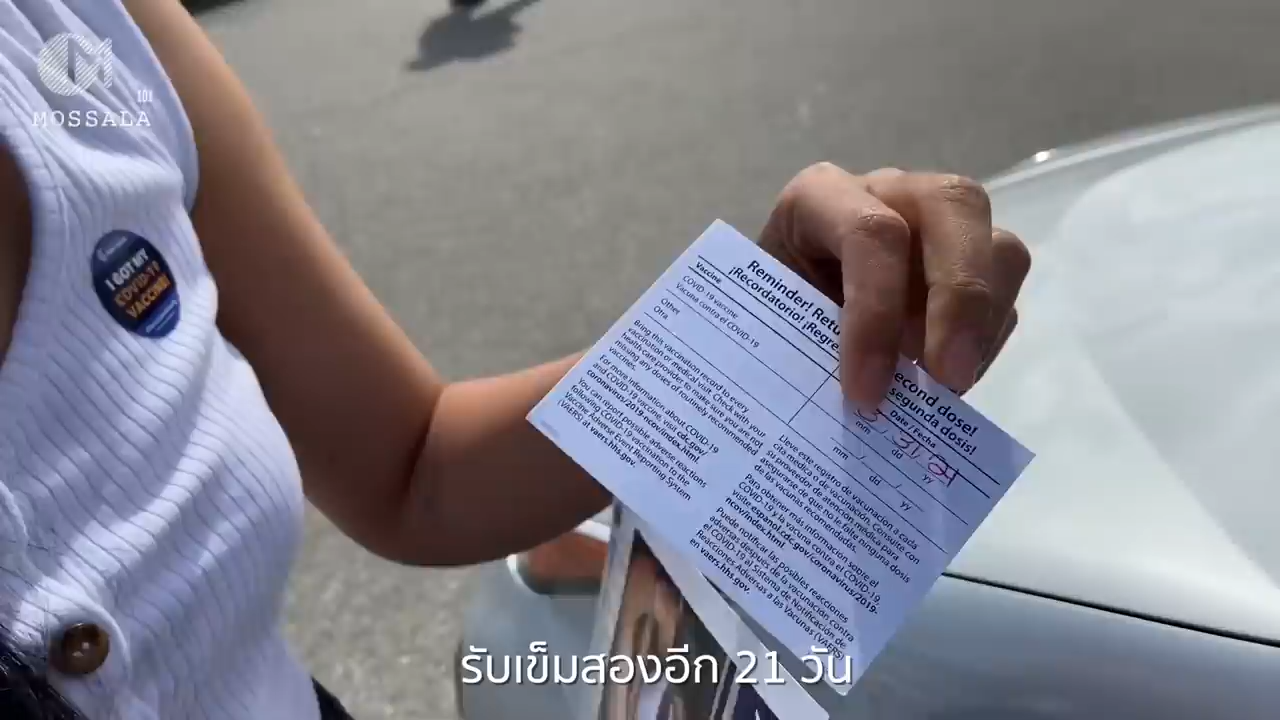 MOSSALA
101
I GOT MY
COVID-19
VACCINE!
Reminder! Retu
econd dose!
¡Recordatorio! ¡Regre
segunda dosis!
Vaccine
Date / Fecha
COVID-19 vaccine
Vacuna contra el COVID-19
mm dd yy
Other
Otra
mm dd yy
Bring this vaccination record to every
vaccination or medical visit. Check with your
health care provider to make sure you are not
missing any doses of routinely recommended
vaccines.
For more information about COVID-19
and COVID-19 vaccine, visit cdc.gov/
coronavirus/2019-ncov/index.html.
You can report possible adverse reactions
following COVID-19 vaccination to the
Vaccine Adverse Event Reporting System
(VAERS) at vaers.hhs.gov.
Lleve este registro de vacunación a cada
cita médica o de vacunación. Consulte con
su proveedor de atención médica para
asegurarse de que no le falte ninguna dosis
de las vacunas recomendadas.
Para obtener más información sobre el
COVID-19 y la vacuna contra el COVID-19,
visite espanol.cdc.gov/coronavirus/2019-
ncov/index.html.
Puede notificar las posibles reacciones
adversas después de la vacunación contra
el COVID-19 al Sistema de Notificación de
Reacciones Adversas a las Vacunas (VAERS)
en vaers.hhs.gov.
รับเข็มสองอีก 21 วัน